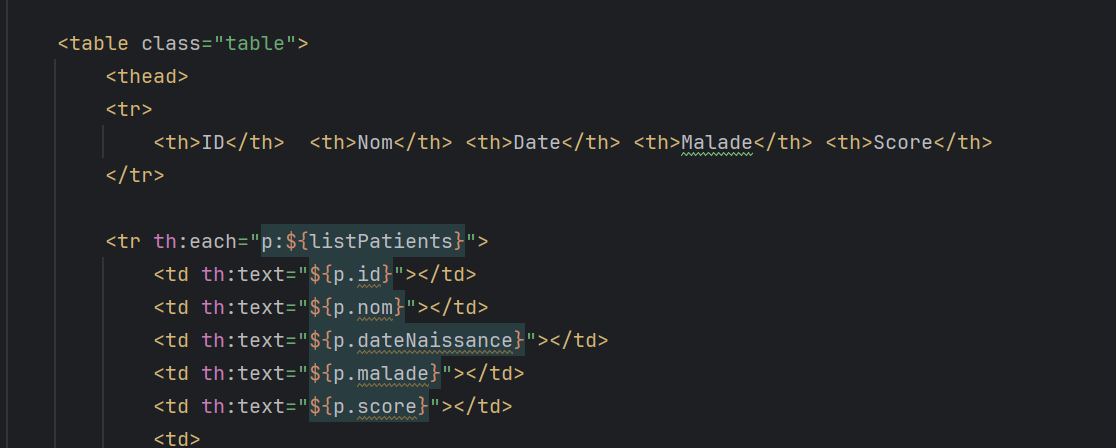 <table class="table">
<thead>
<tr>
<th>ID</th>  <th>Nom</th> <th>Date</th> <th>Malade</th> <th>Score</th>
</tr>
<tr th:each="p:${listPatients}">
<td th:text="${p.id}"></td>
<td th:text="${p.nom}"></td>
<td th:text="${p.dateNaissance}"></td>
<td th:text="${p.malade}"></td>
<td th:text="${p.score}"></td>
<td>